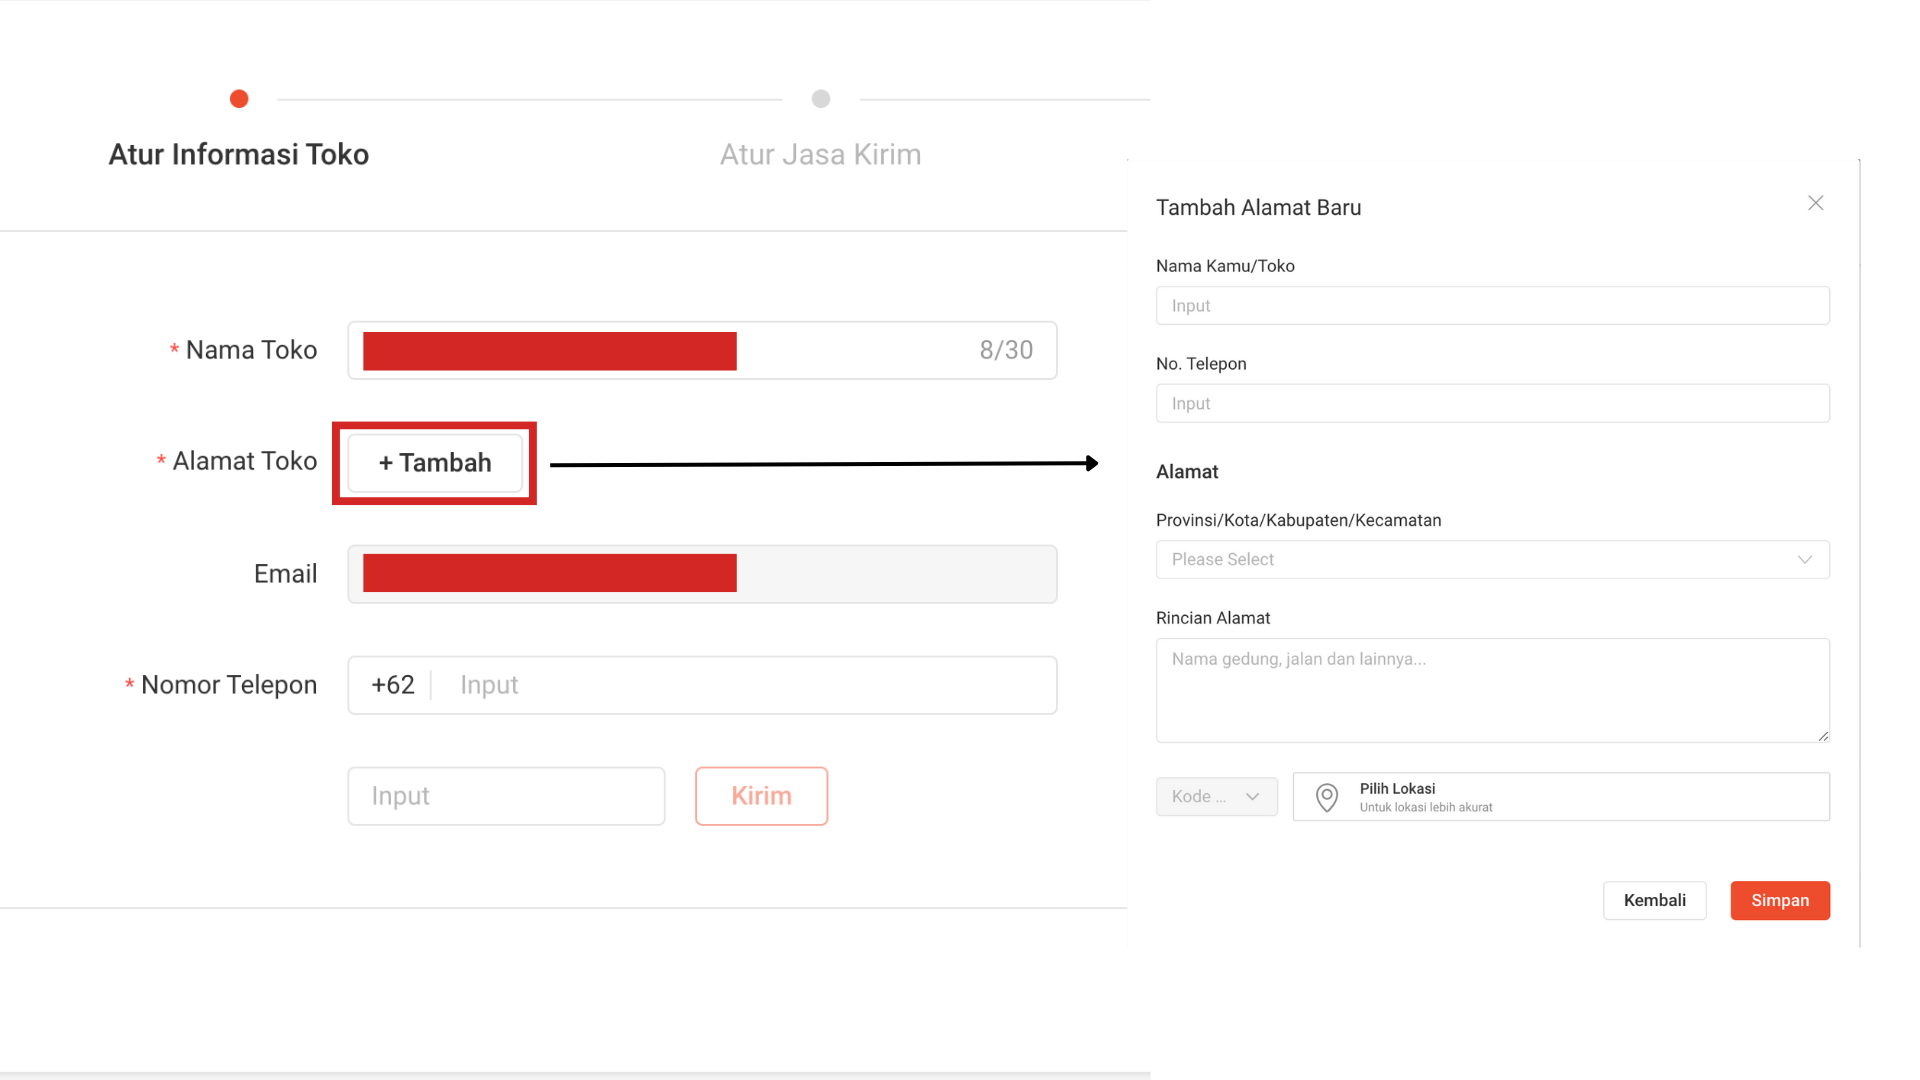 Atur Informasi Toko
Atur Jasa Kirim
* Nama Toko
8/30
* Alamat Toko
+ Tambah
Email
* Nomor Telepon
+62
Input
Input
Kirim
Tambah Alamat Baru
Nama Kamu/Toko
Input
No. Telepon
Input
Alamat
Provinsi/Kota/Kabupaten/Kecamatan
Please Select
Rincian Alamat
Nama gedung, jalan dan lainnya...
Kode ...
Pilih Lokasi
Untuk lokasi lebih akurat
Kembali
Simpan